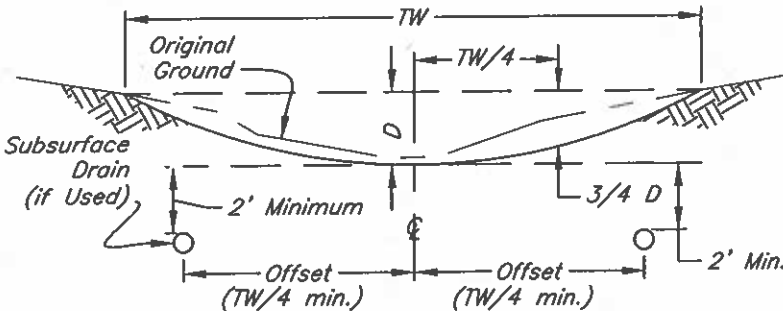 TW
Original
Ground
TW/4
D
Subsurface
Drain
(if Used)
2' Minimum
3/4 D
℄
2' Min.
Offset
(TW/4 min.)
Offset
(TW/4 min.)